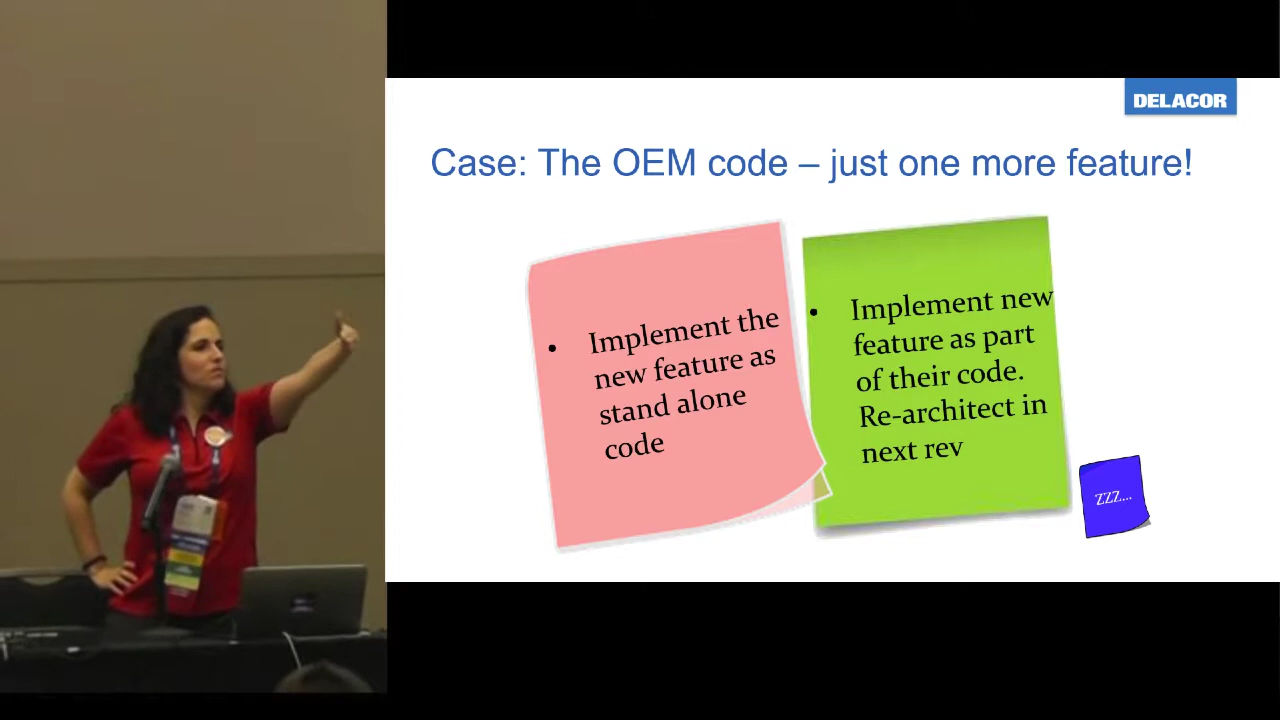 DELACOR
Case: The OEM code – just one more feature!
• Implement the
new feature as
stand alone
code
• Implement new
feature as part
of their code.
Re-architect in
next rev
ZZZ....